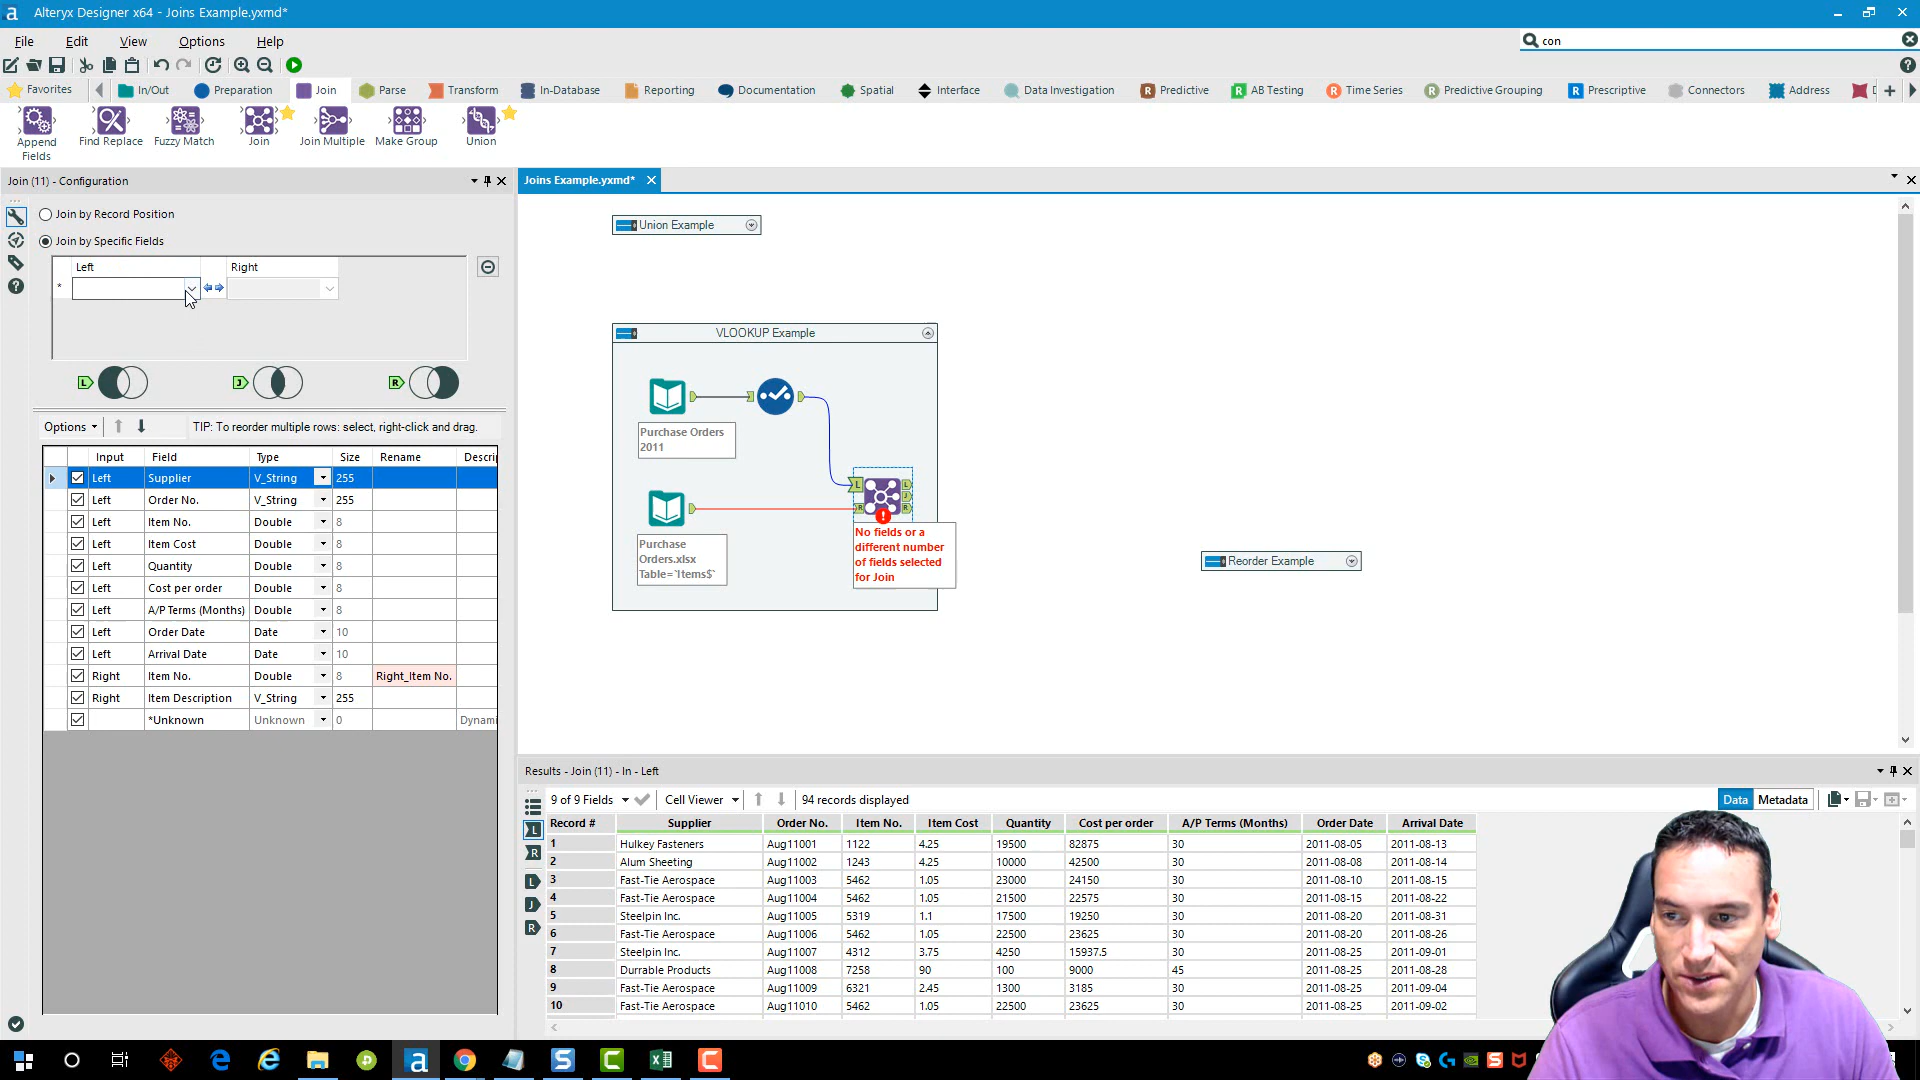 Alteryx Designer x64 - Joins Example.yxmd*
File Edit View Options Help
con
Favorites In/Out Preparation Join Parse Transform In-Database Reporting Documentation Spatial Interface Data Investigation Predictive AB Testing Time Series Predictive Grouping Prescriptive Connectors Address
Append Fields
Find Replace
Fuzzy Match
Join
Join Multiple
Make Group
Union
Join (11) - Configuration
Join by Record Position
Join by Specific Fields
Left Right
*
L J R
Options TIP: To reorder multiple rows: select, right-click and drag.
Input Field Type Size Rename Descri
Left Supplier V_String 255
Left Order No. V_String 255
Left Item No. Double 8
Left Item Cost Double 8
Left Quantity Double 8
Left Cost per order Double 8
Left A/P Terms (Months) Double 8
Left Order Date Date 10
Left Arrival Date Date 10
Right Item No. Double 8 Right_Item No.
Right Item Description V_String 255
*Unknown Unknown 0 Dynami
Joins Example.yxmd*
Union Example
VLOOKUP Example
Purchase Orders
2011
Purchase
Orders.xlsx
Table=`Items$`
L L
J
R R
No fields or a
different number
of fields selected
for Join
Reorder Example
Results - Join (11) - In - Left
9 of 9 Fields Cell Viewer 94 records displayed Data Metadata
Record # Supplier Order No. Item No. Item Cost Quantity Cost per order A/P Terms (Months) Order Date Arrival Date
1 Hulkey Fasteners Aug11001 1122 4.25 19500 82875 30 2011-08-05 2011-08-13
2 Alum Sheeting Aug11002 1243 4.25 10000 42500 30 2011-08-08 2011-08-14
3 Fast-Tie Aerospace Aug11003 5462 1.05 23000 24150 30 2011-08-10 2011-08-15
4 Fast-Tie Aerospace Aug11004 5462 1.05 21500 22575 30 2011-08-15 2011-08-22
5 Steelpin Inc. Aug11005 5319 1.1 17500 19250 30 2011-08-20 2011-08-31
6 Fast-Tie Aerospace Aug11006 5462 1.05 22500 23625 30 2011-08-20 2011-08-26
7 Steelpin Inc. Aug11007 4312 3.75 4250 15937.5 30 2011-08-25 2011-09-01
8 Durrable Products Aug11008 7258 90 100 9000 45 2011-08-25 2011-08-28
9 Fast-Tie Aerospace Aug11009 6321 2.45 1300 3185 30 2011-08-25 2011-09-04
10 Fast-Tie Aerospace Aug11010 5462 1.05 22500 23625 30 2011-08-25 2011-09-02